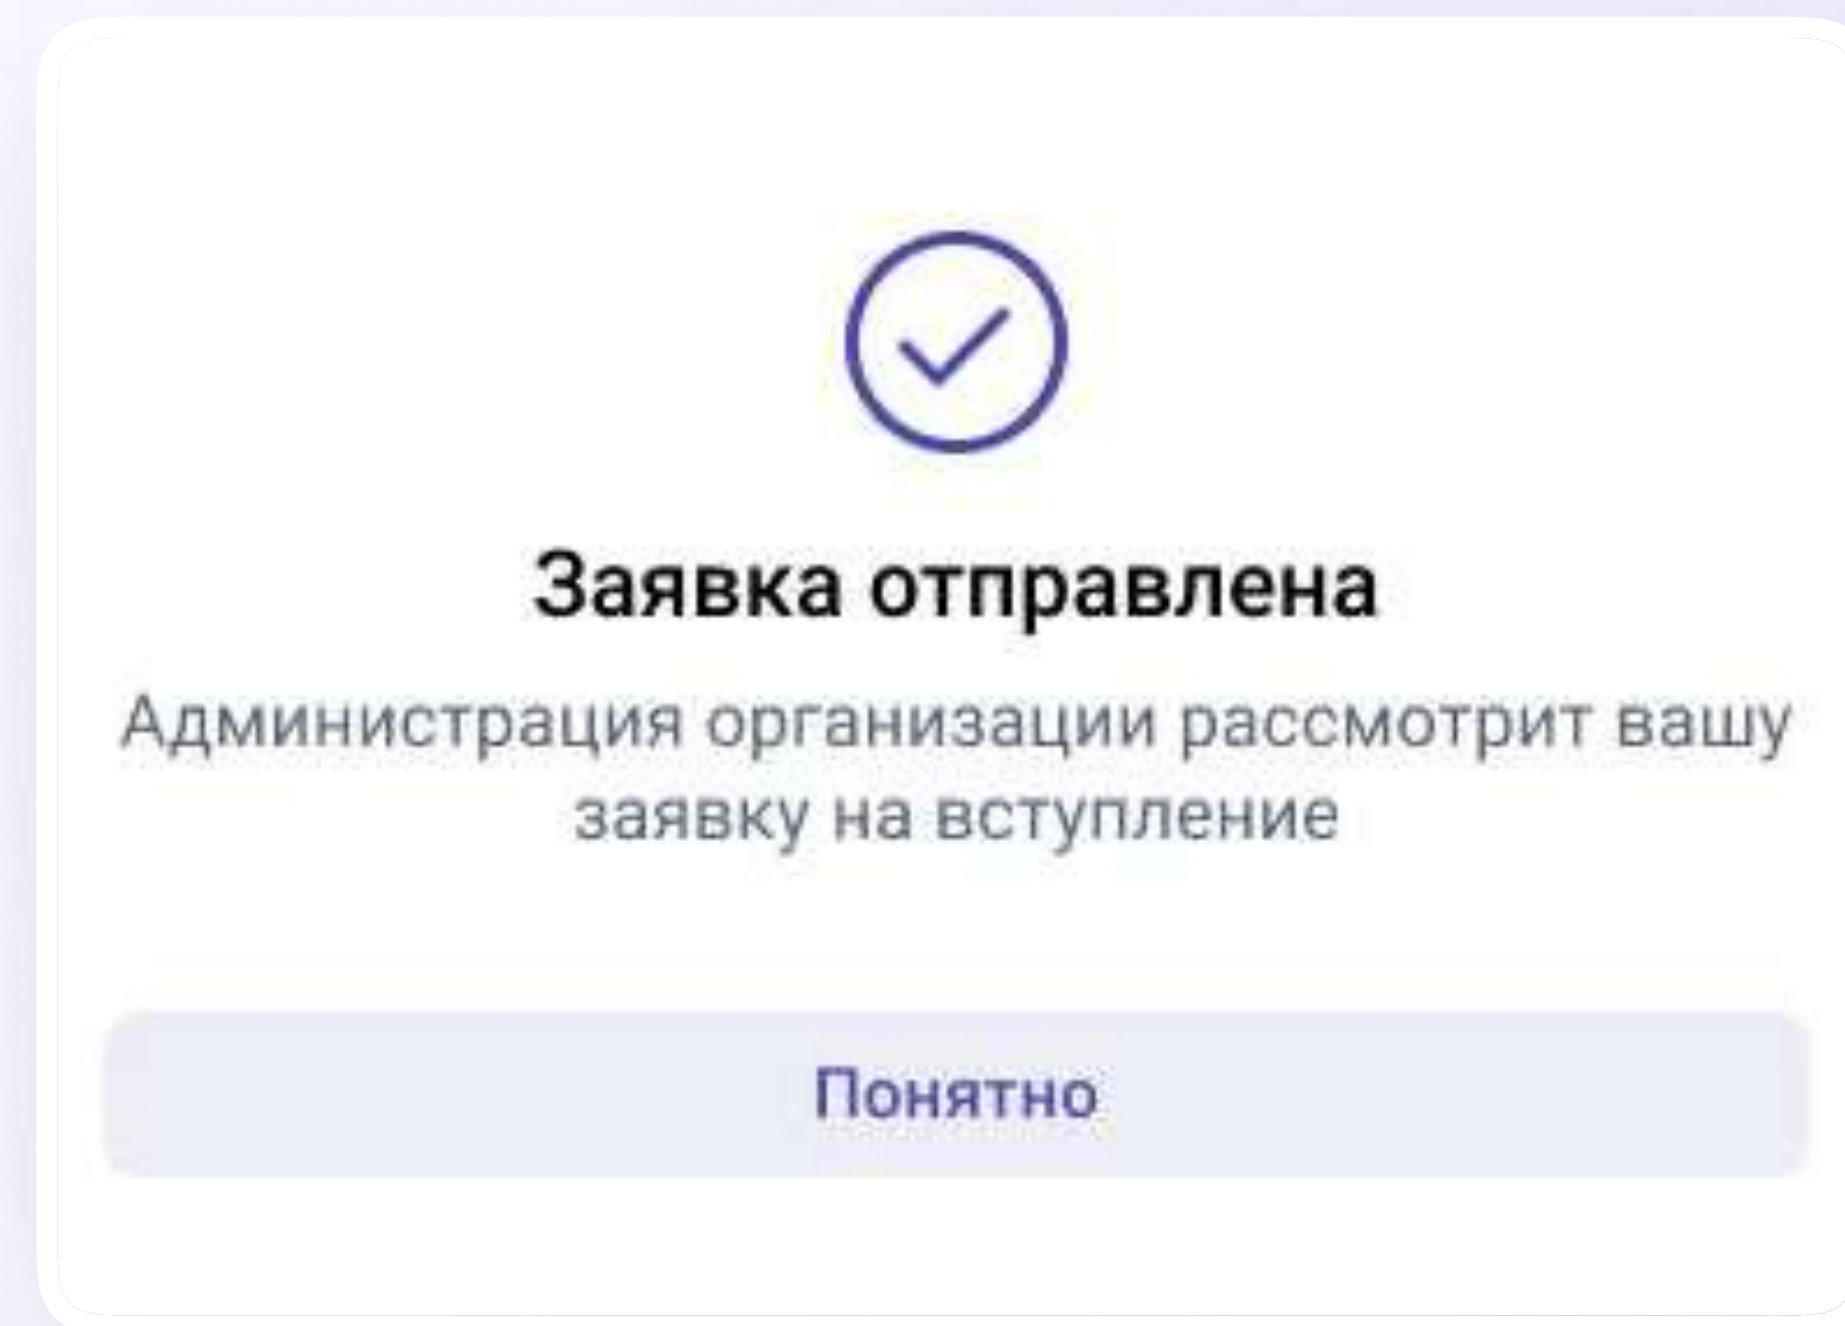 Заявка отправлена
Администрация организации рассмотрит вашу
заявку на вступление
Понятно